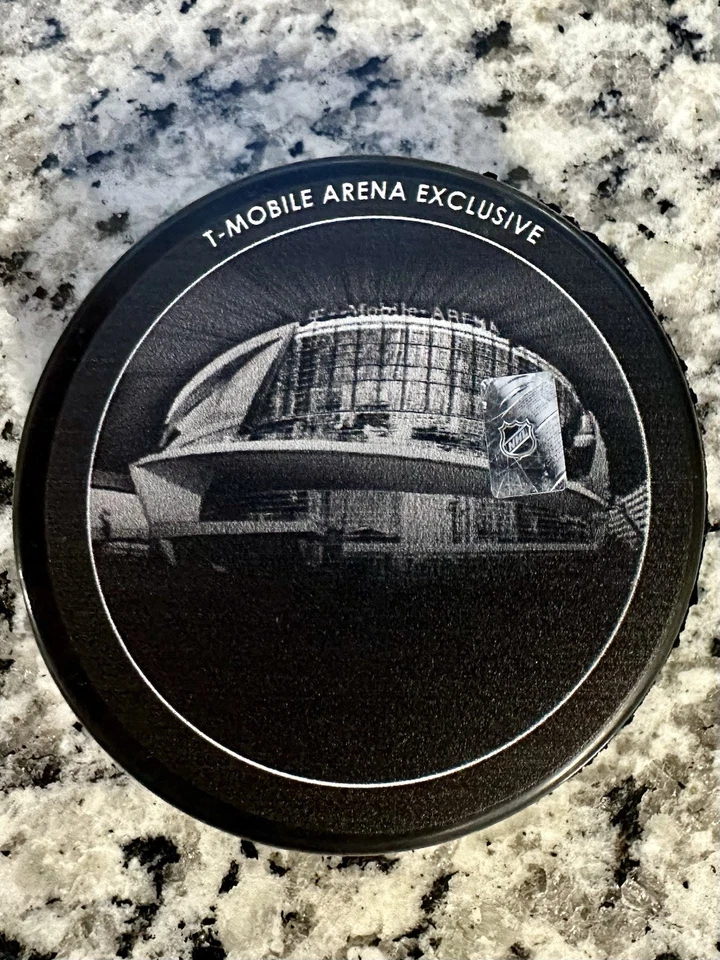 T-MOBILE ARENA EXCLUSIVE
T-Mobile ARENA
NHL